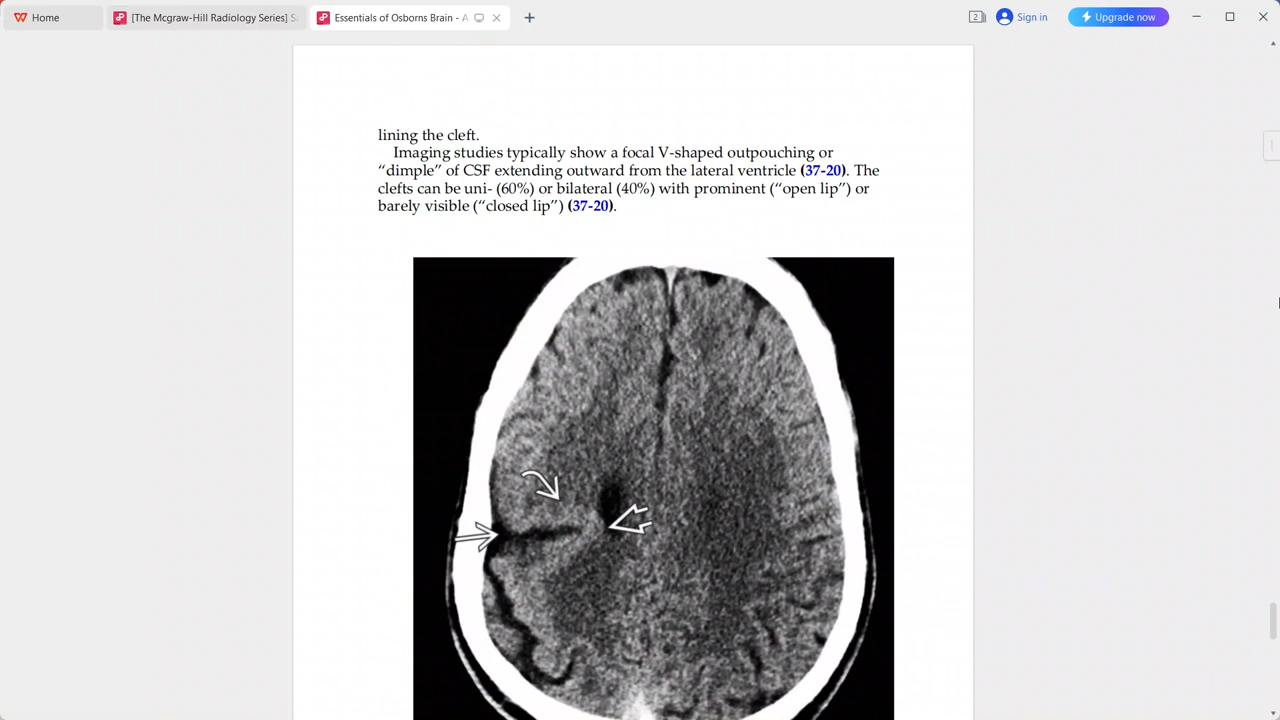 Home
[The Mcgraw-Hill Radiology Series] S.
Essentials of Osborns Brain - A
2
Sign in
Upgrade now
lining the cleft.
Imaging studies typically show a focal V-shaped outpouching or
“dimple” of CSF extending outward from the lateral ventricle (37-20). The
clefts can be uni- (60%) or bilateral (40%) with prominent (“open lip”) or
barely visible (“closed lip”) (37-20).